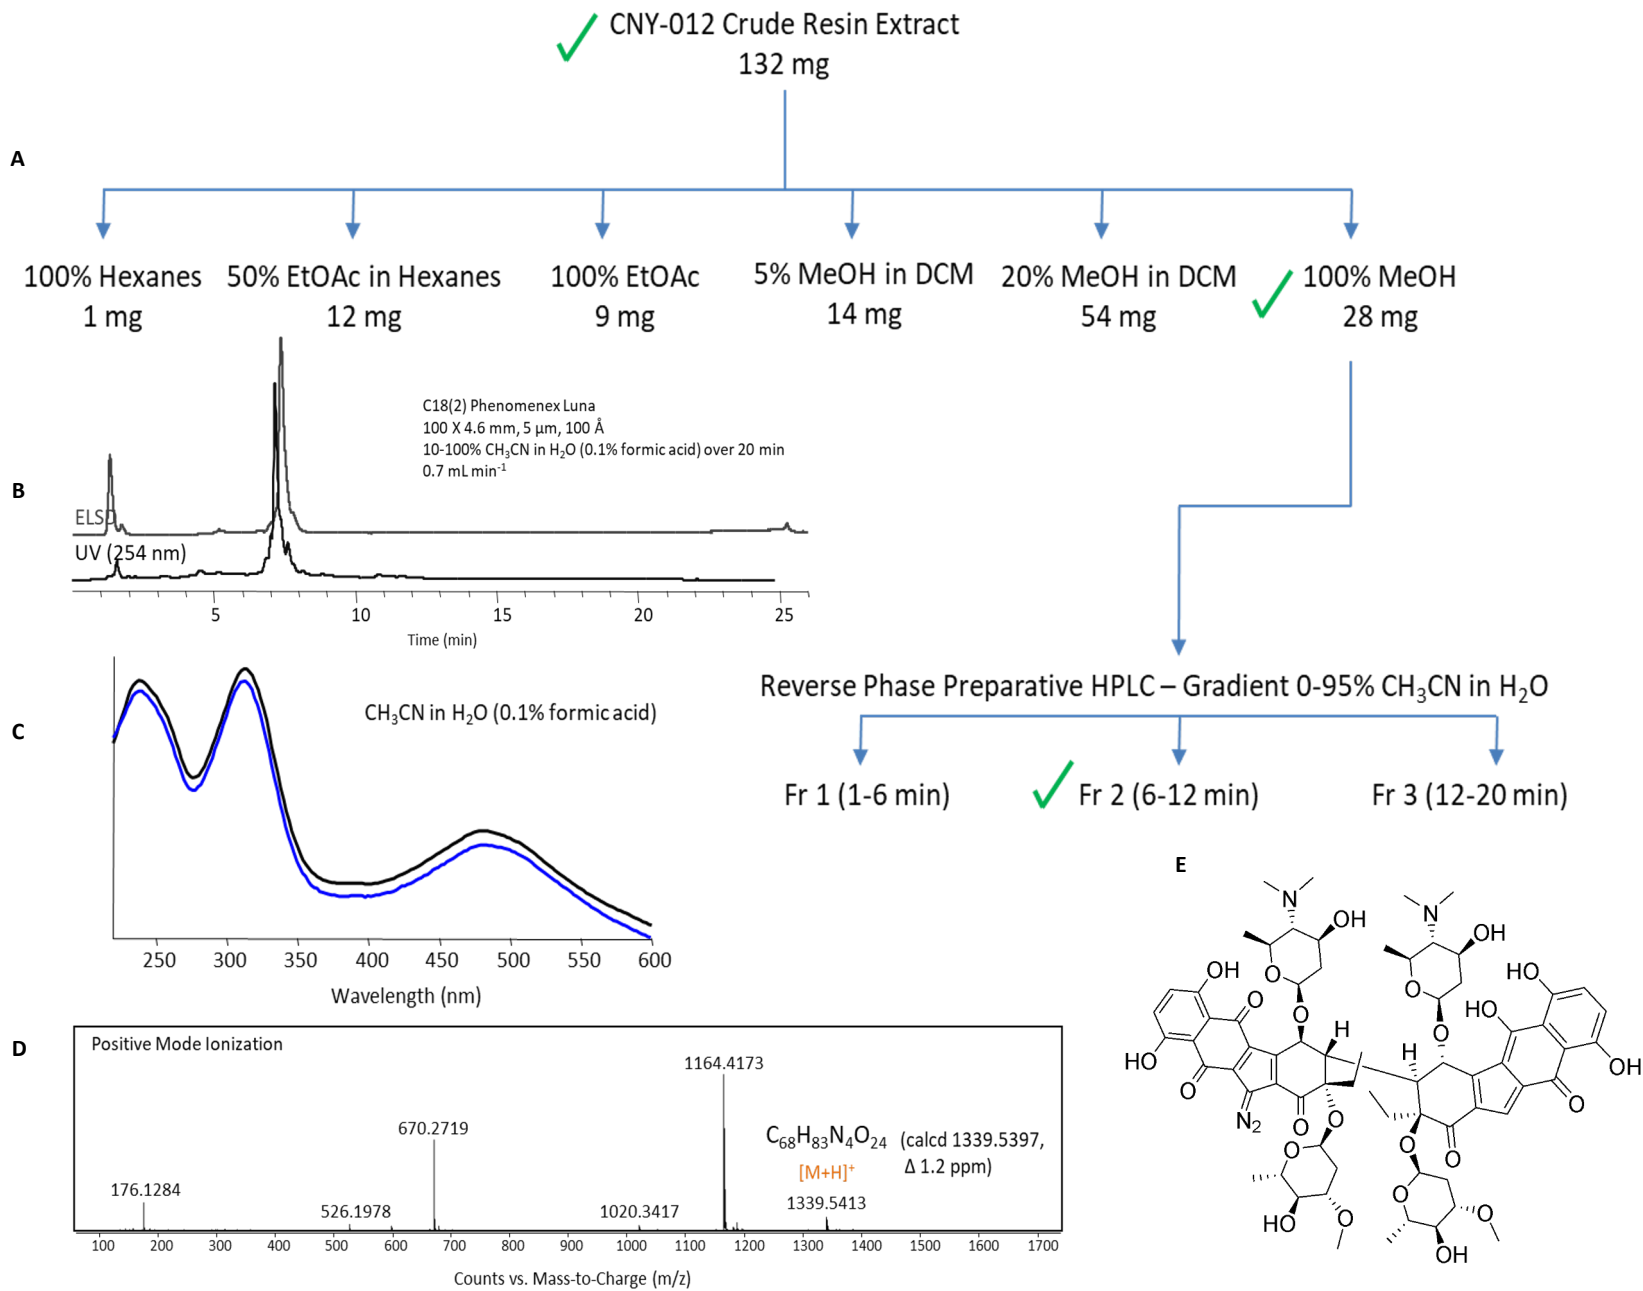 CNY-012 Crude Resin Extract
132 mg
A
100% Hexanes
1 mg
50% EtOAc in Hexanes
12 mg
100% EtOAc
9 mg
5% MeOH in DCM
14 mg
20% MeOH in DCM
54 mg
100% MeOH
28 mg
B
C18(2) Phenomenex Luna
100 X 4.6 mm, 5 µm, 100 Å
10-100% CH₃CN in H₂O (0.1% formic acid) over 20 min
0.7 mL min⁻¹
ELSD
UV (254 nm)
5 10 15 20 25
Time (min)
Reverse Phase Preparative HPLC – Gradient 0-95% CH₃CN in H₂O
Fr 1 (1-6 min)
Fr 2 (6-12 min)
Fr 3 (12-20 min)
C
CH₃CN in H₂O (0.1% formic acid)
250 300 350 400 450 500 550 600
Wavelength (nm)
D
Positive Mode Ionization
1164.4173
670.2719
C₆₈H₈₃N₄O₂₄ (calcd 1339.5397,
Δ 1.2 ppm)
[M+H]⁺
176.1284
526.1978
1020.3417
1339.5413
100 200 300 400 500 600 700 800 900 1000 1100 1200 1300 1400 1500 1600 1700
Counts vs. Mass-to-Charge (m/z)
E
N
N
OH
OH
O
O
OH
O
O
O
HO
HO
H
H
HO
O
N₂
O
O
O
O
OH
O
O
O
O
HO
O
O
OH